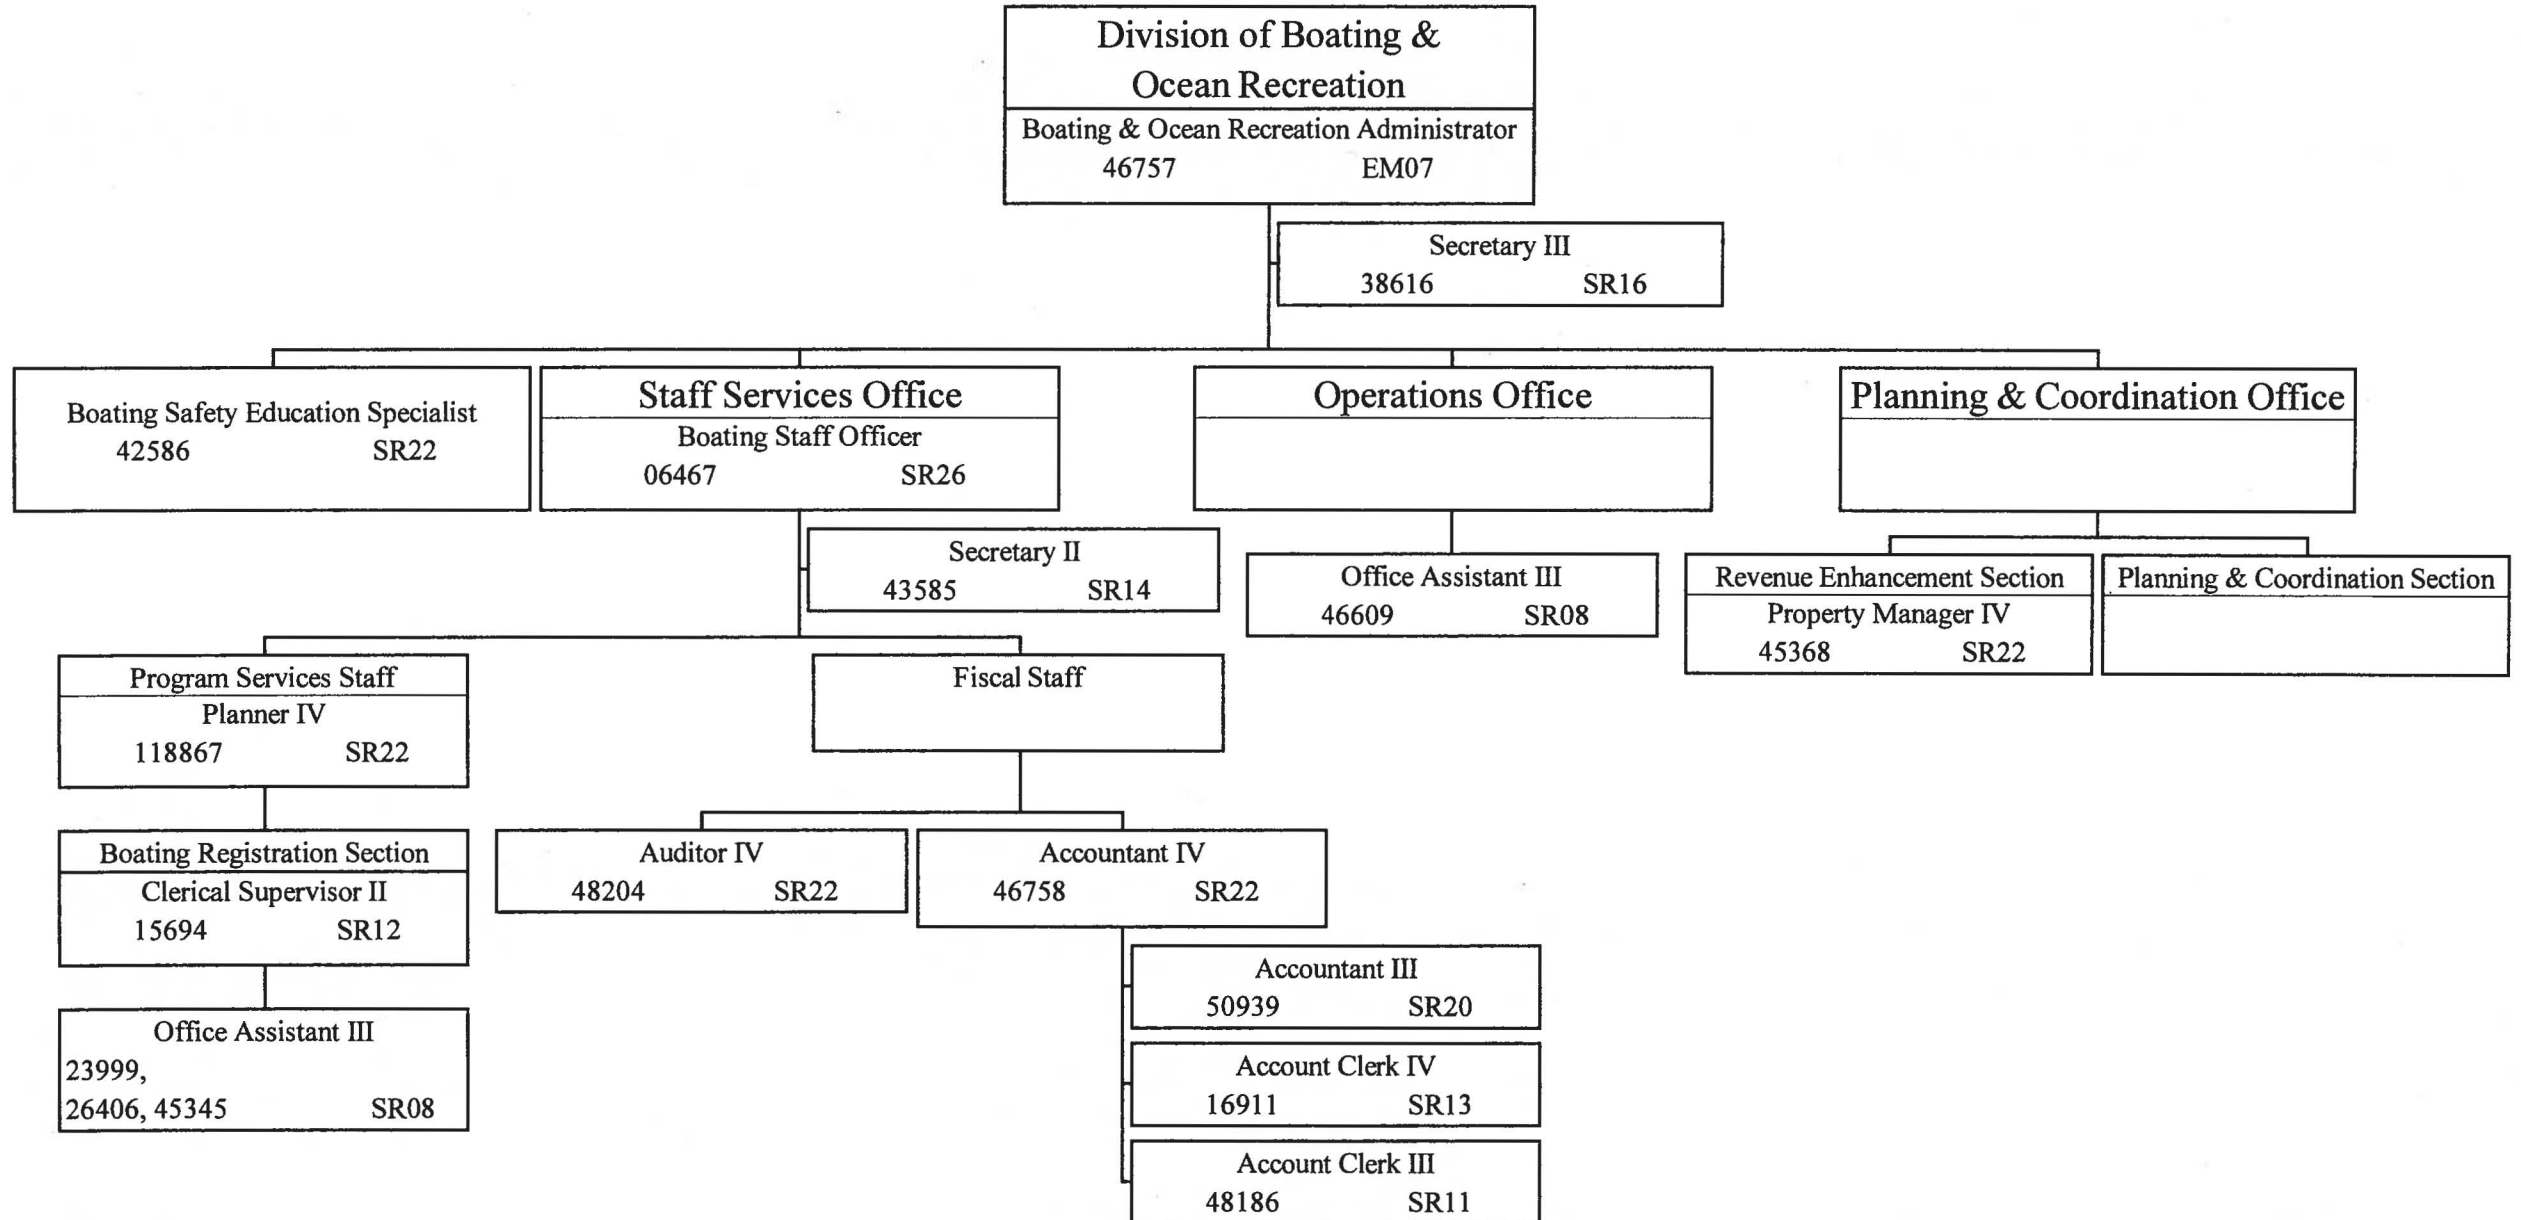 Division of Boating &
Ocean Recreation
Boating & Ocean Recreation Administrator
46757 EM07
Secretary III
38616 SR16
Boating Safety Education Specialist
42586 SR22
Staff Services Office
Boating Staff Officer
06467 SR26
Operations Office
Planning & Coordination Office
Secretary II
43585 SR14
Office Assistant III
46609 SR08
Revenue Enhancement Section
Property Manager IV
45368 SR22
Planning & Coordination Section
Program Services Staff
Planner IV
118867 SR22
Fiscal Staff
Boating Registration Section
Clerical Supervisor II
15694 SR12
Auditor IV
48204 SR22
Accountant IV
46758 SR22
Office Assistant III
23999,
26406, 45345 SR08
Accountant III
50939 SR20
Account Clerk IV
16911 SR13
Account Clerk III
48186 SR11